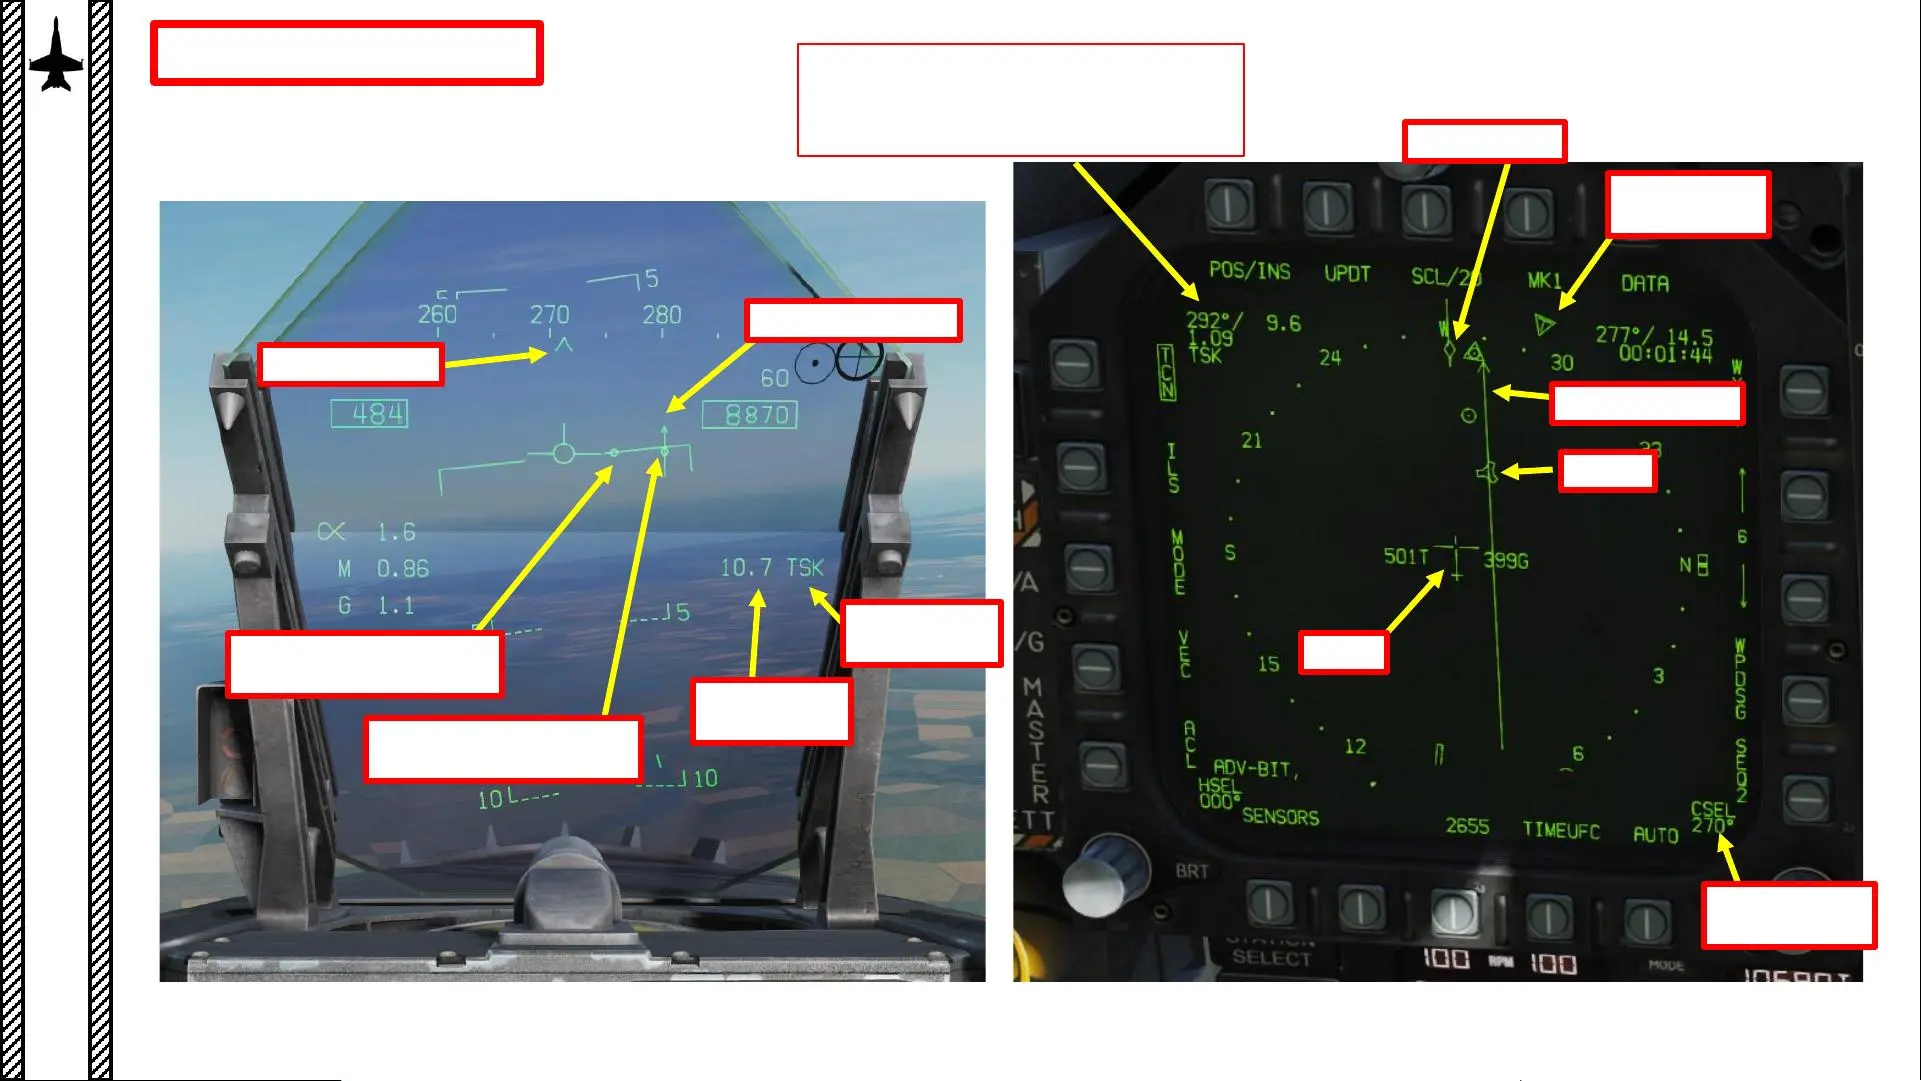 5
260 270 280
60
484
8870
α 1.6
M 0.86
G 1.1
10.7 TSK
5
10
10
POS/INS UPDT SCL/20 MK1 DATA
292°/ 9.6
1.09
TSK
W
277°/ 14.5
00:01:44
TCN
24
30
21
33
ILS
S
501T
399G
6
N
MODE
/A
/G
VEC
15
3
WPDSG
MASTER
ACL
12
6
SEQ2
ADV-BIT,
HSEL
000°
SENSORS
2655
TIMEUFC
AUTO
CSEL
270°
BRT
STATION
SELECT
100 RPM 100
MODE